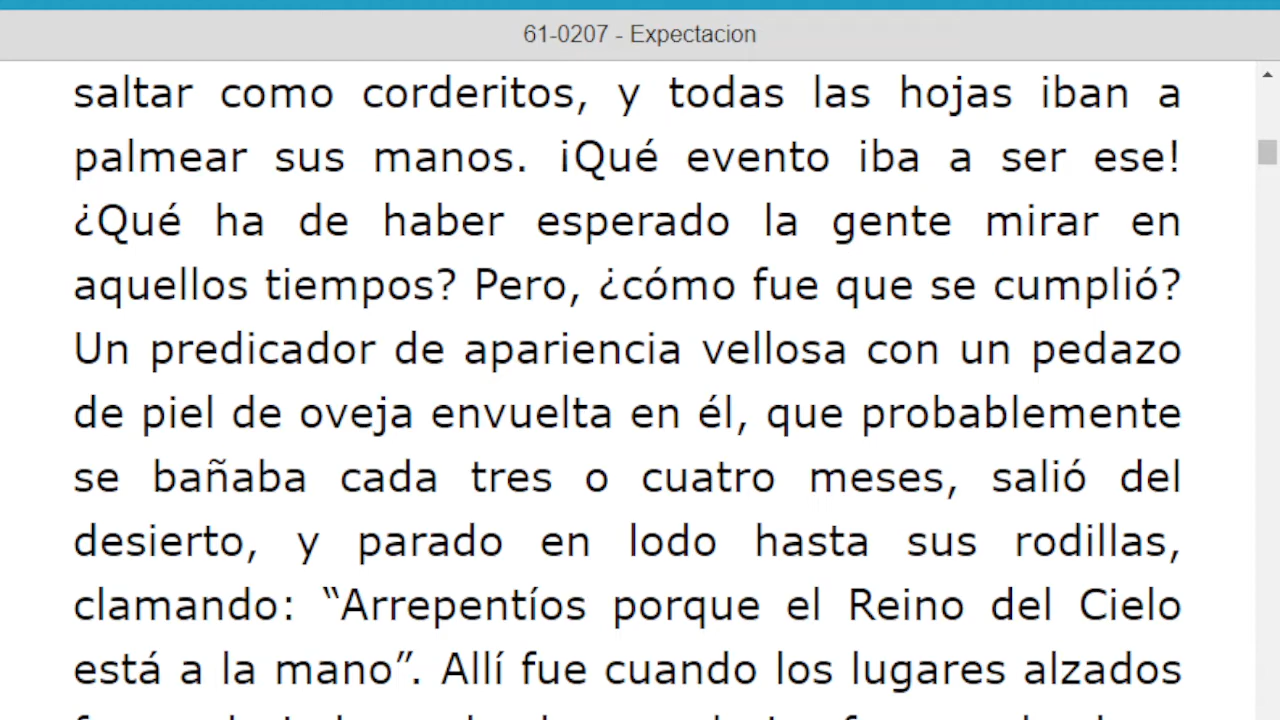 61-0207 - Expectacion
saltar como corderitos, y todas las hojas iban a
palmear sus manos. ¡Qué evento iba a ser ese!
¿Qué ha de haber esperado la gente mirar en
aquellos tiempos? Pero, ¿cómo fue que se cumplió?
Un predicador de apariencia vellosa con un pedazo
de piel de oveja envuelta en él, que probablemente
se bañaba cada tres o cuatro meses, salió del
desierto, y parado en lodo hasta sus rodillas,
clamando: “Arrepentíos porque el Reino del Cielo
está a la mano”. Allí fue cuando los lugares alzados